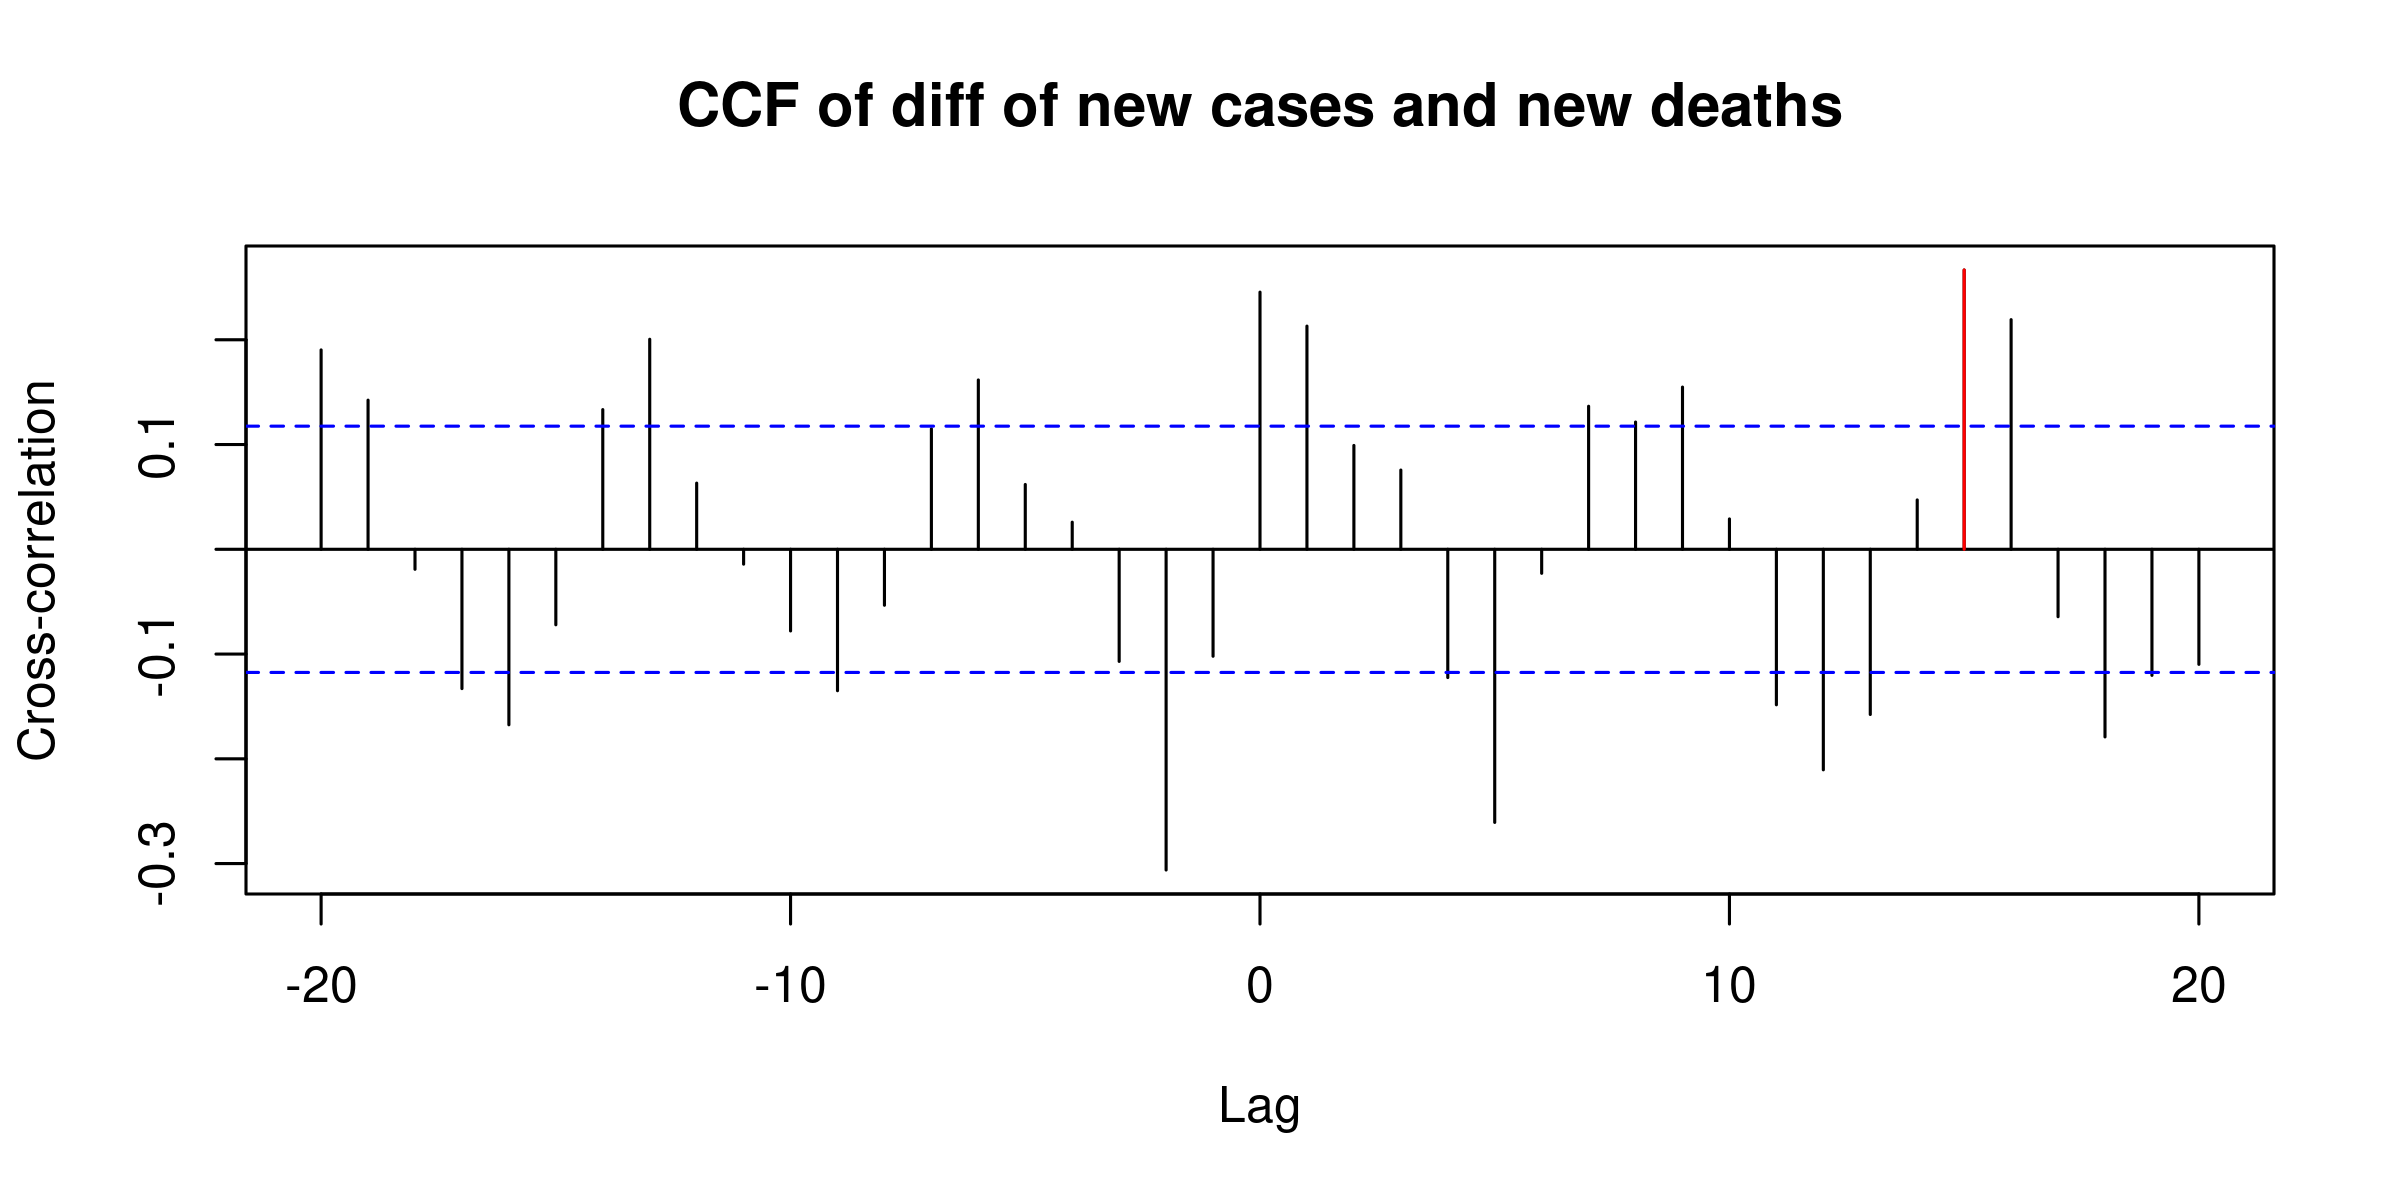 CCF of diff of new cases and new deaths
Cross-correlation
0.1
-0.1
-0.3
-20 -10 0 10 20
Lag